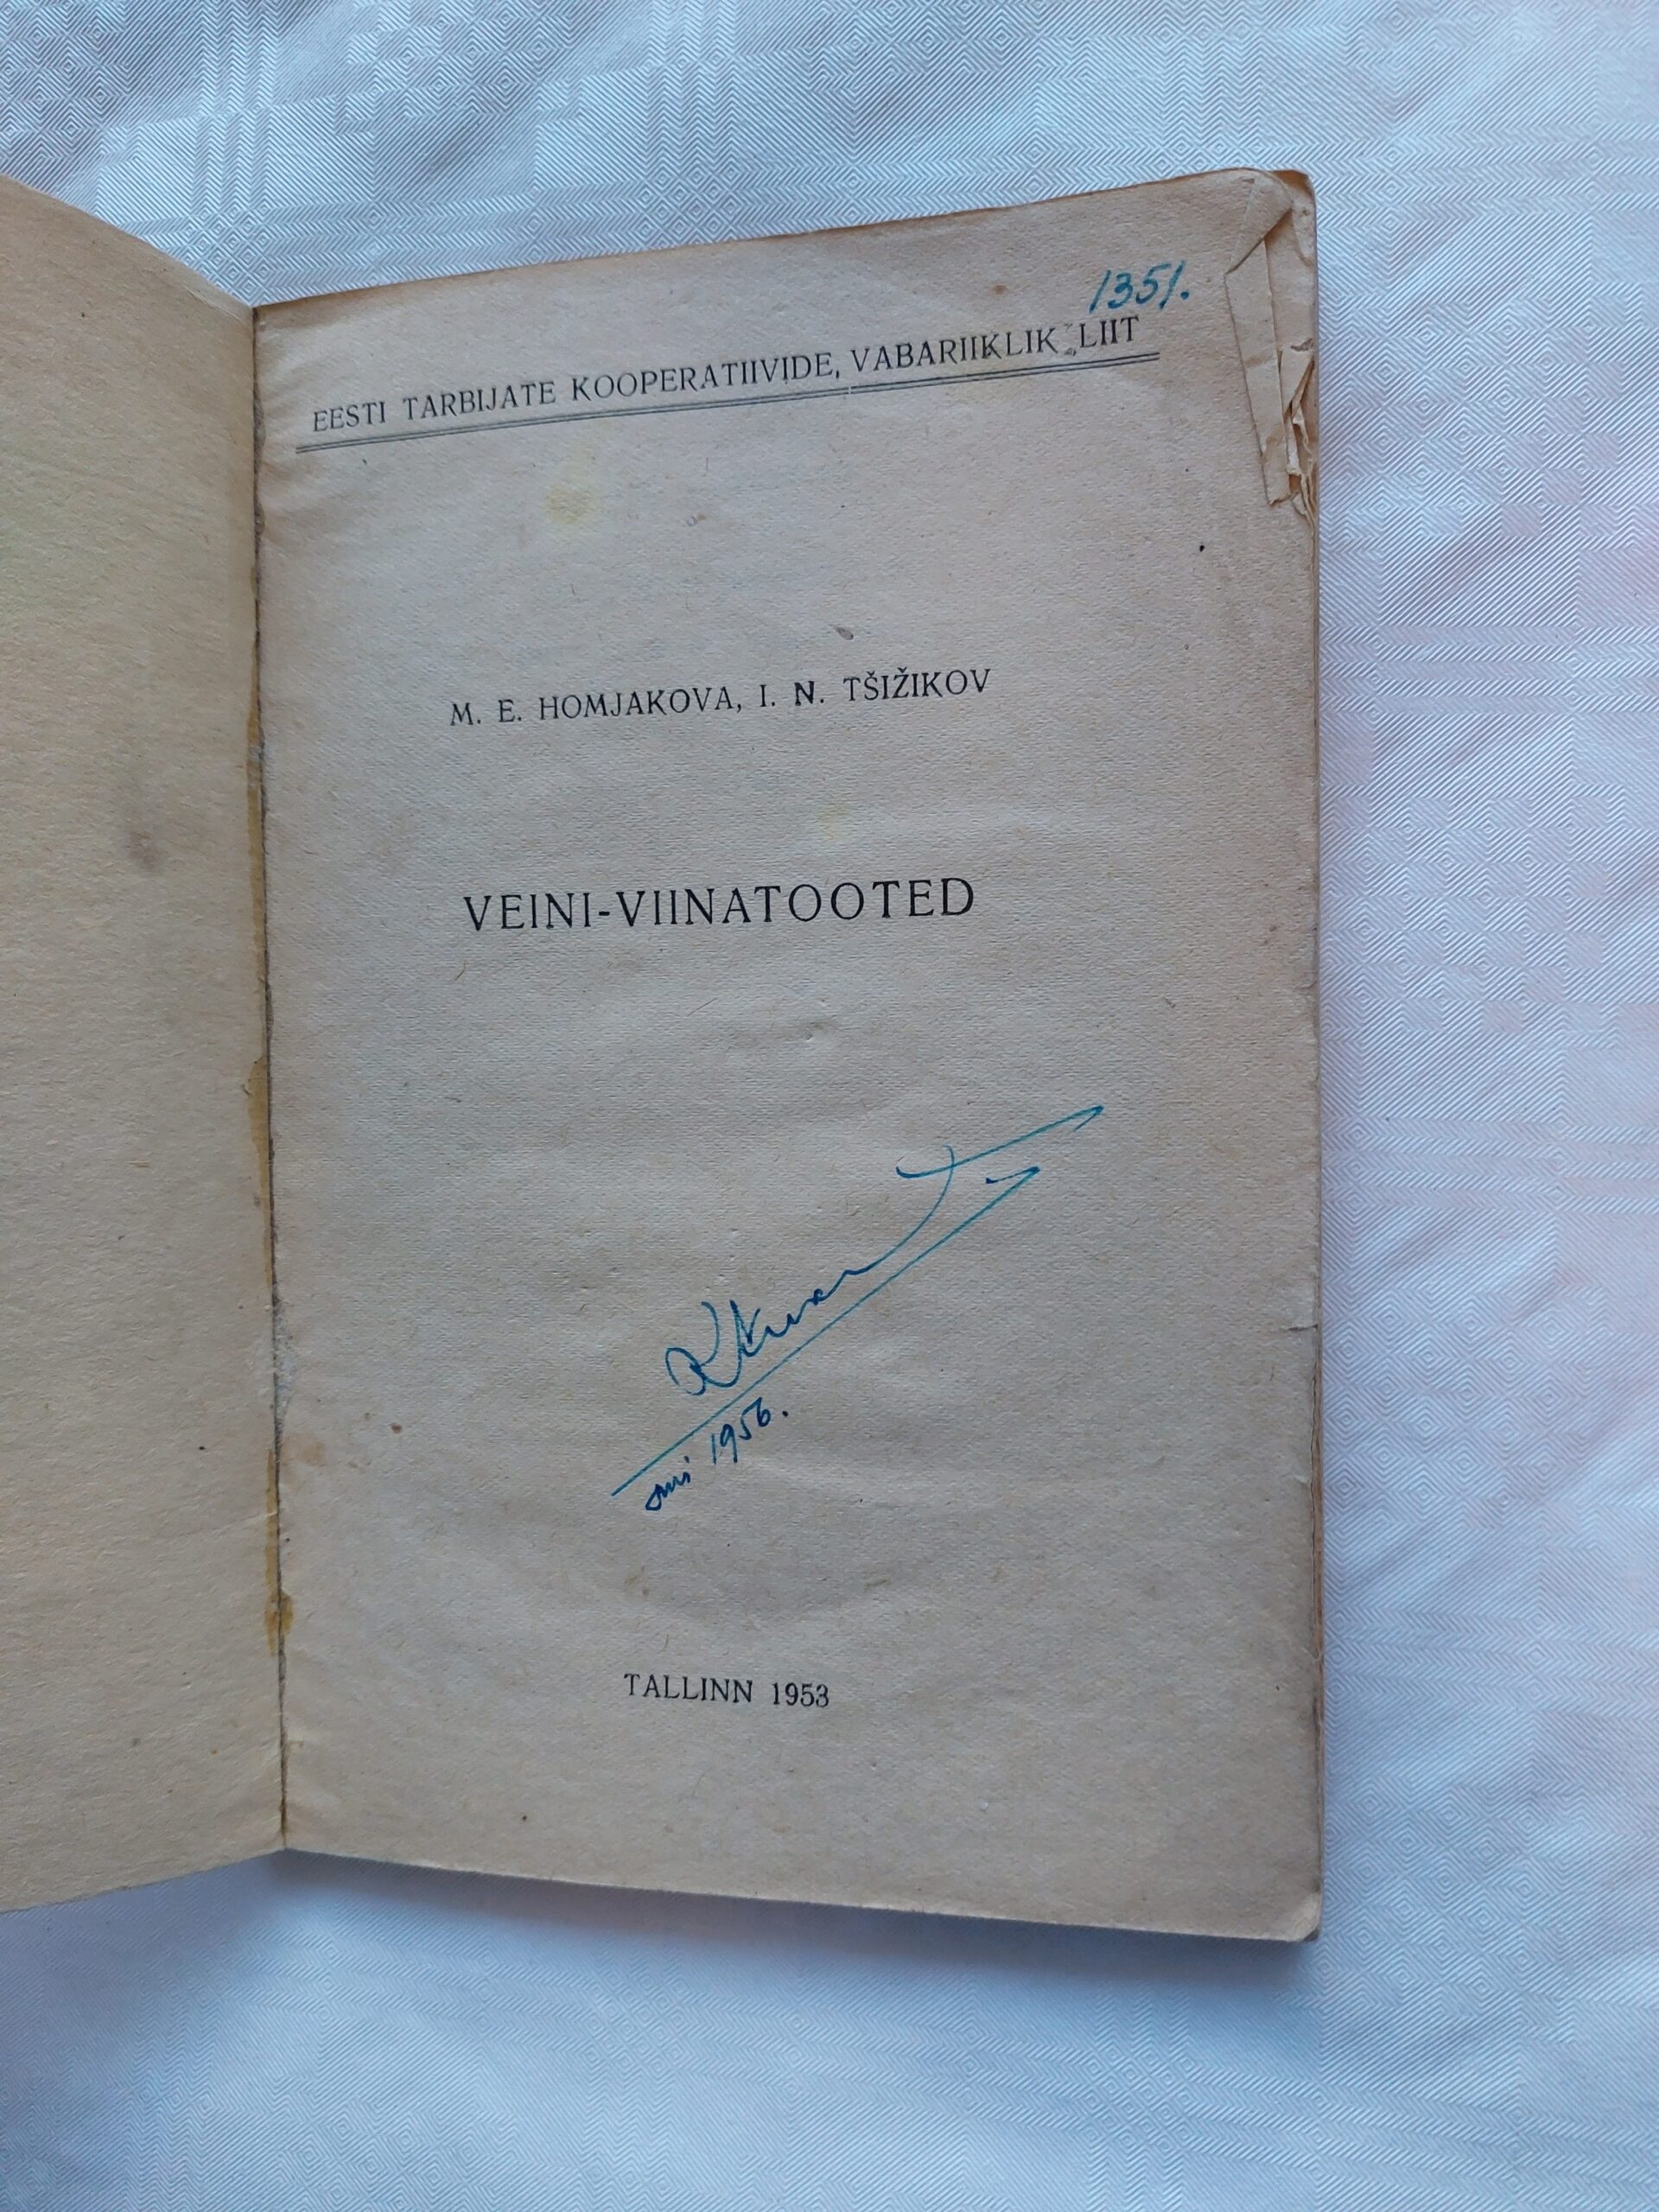 1351.
EESTI TARBIJATE KOOPERATIIVIDE VABARIIKLIK LIIT
M. E. HOMJAKOVA, I. N. TŠIŽIKOV
VEINI-VIINATOOTED
1956.
TALLINN 1953